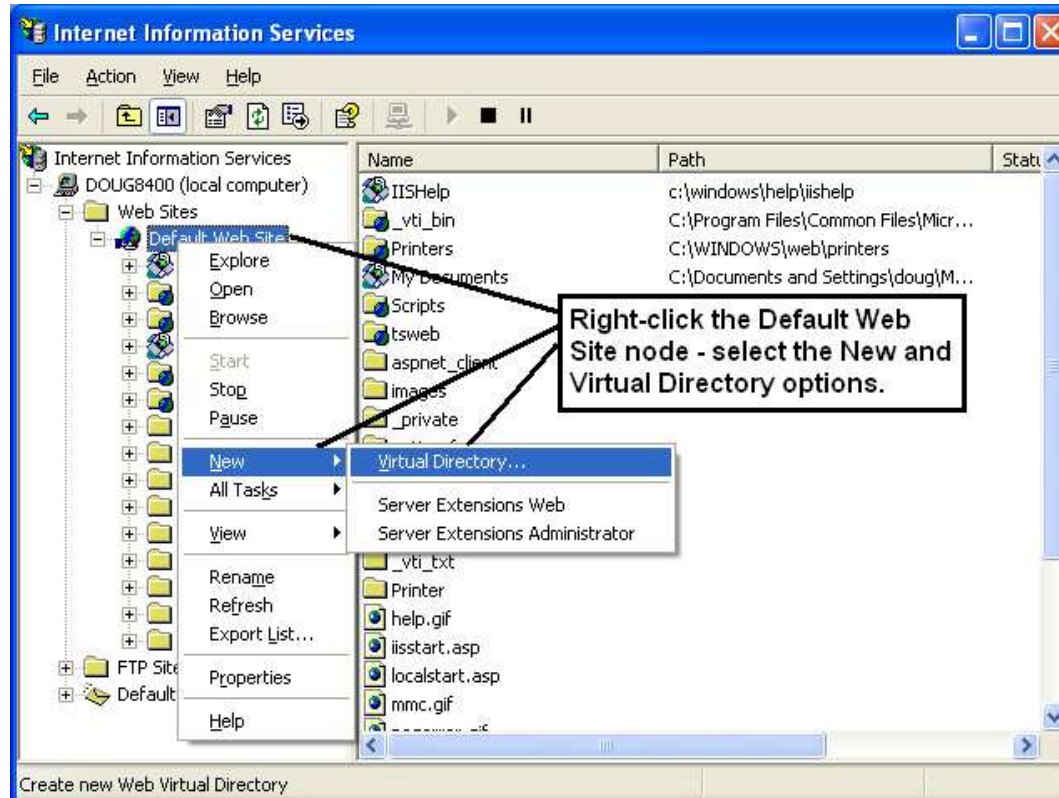 Internet Information Services
File Action View Help
Internet Information Services
DOUG8400 (local computer)
Web Sites
Default Web Site
FTP Site
Default
Explore
Open
Browse
Start
Stop
Pause
New
All Tasks
View
Rename
Refresh
Export List...
Properties
Help
Virtual Directory...
Server Extensions Web
Server Extensions Administrator
Name Path
IISHelp c:\windows\help\iishelp
_vti_bin C:\Program Files\Common Files\Micr...
Printers C:\WINDOWS\web\printers
My Documents C:\Documents and Settings\doug\M...
Scripts
tsweb
aspnet_client
images
_private
_vti_txt
Printer
help.gif
iisstart.asp
localstart.asp
mmc.gif
Right-click the Default Web
Site node - select the New and
Virtual Directory options.
Create new Web Virtual Directory